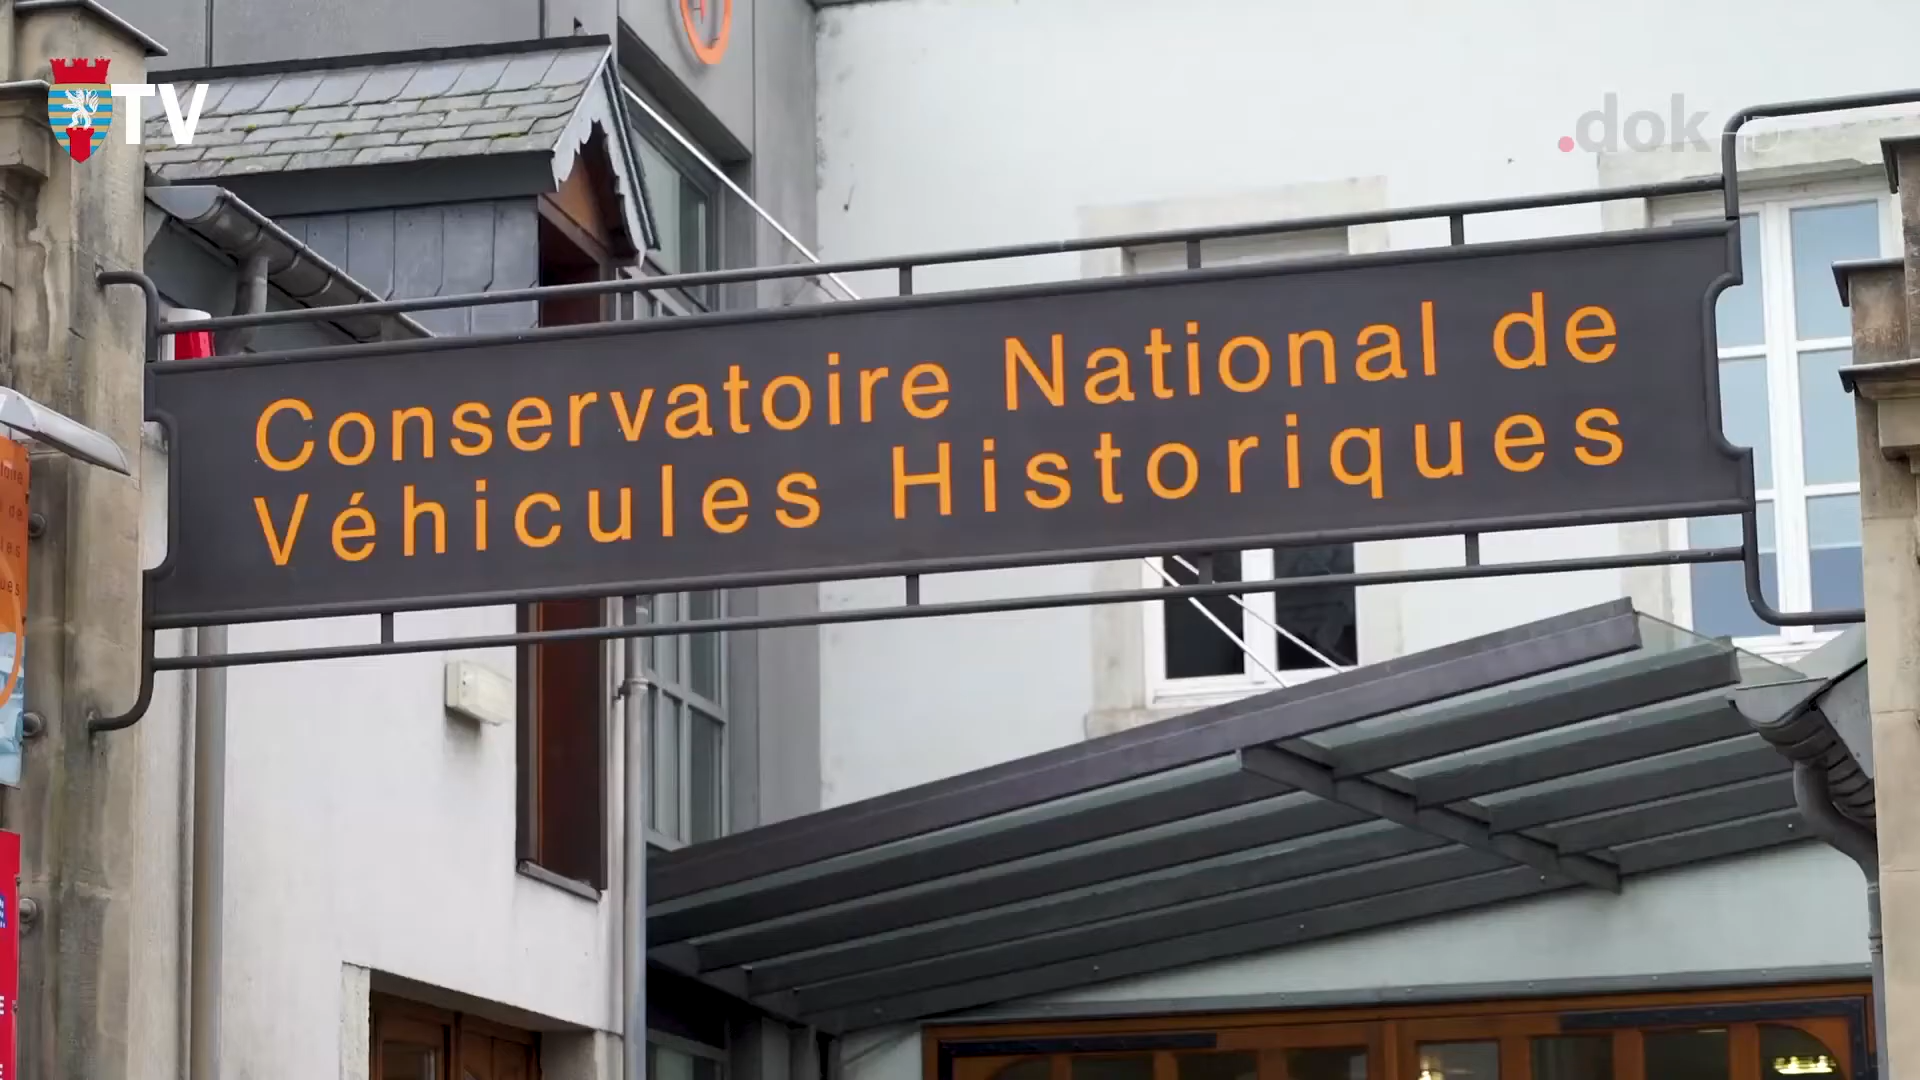 TV
.dok
Conservatoire National de
Véhicules Historiques